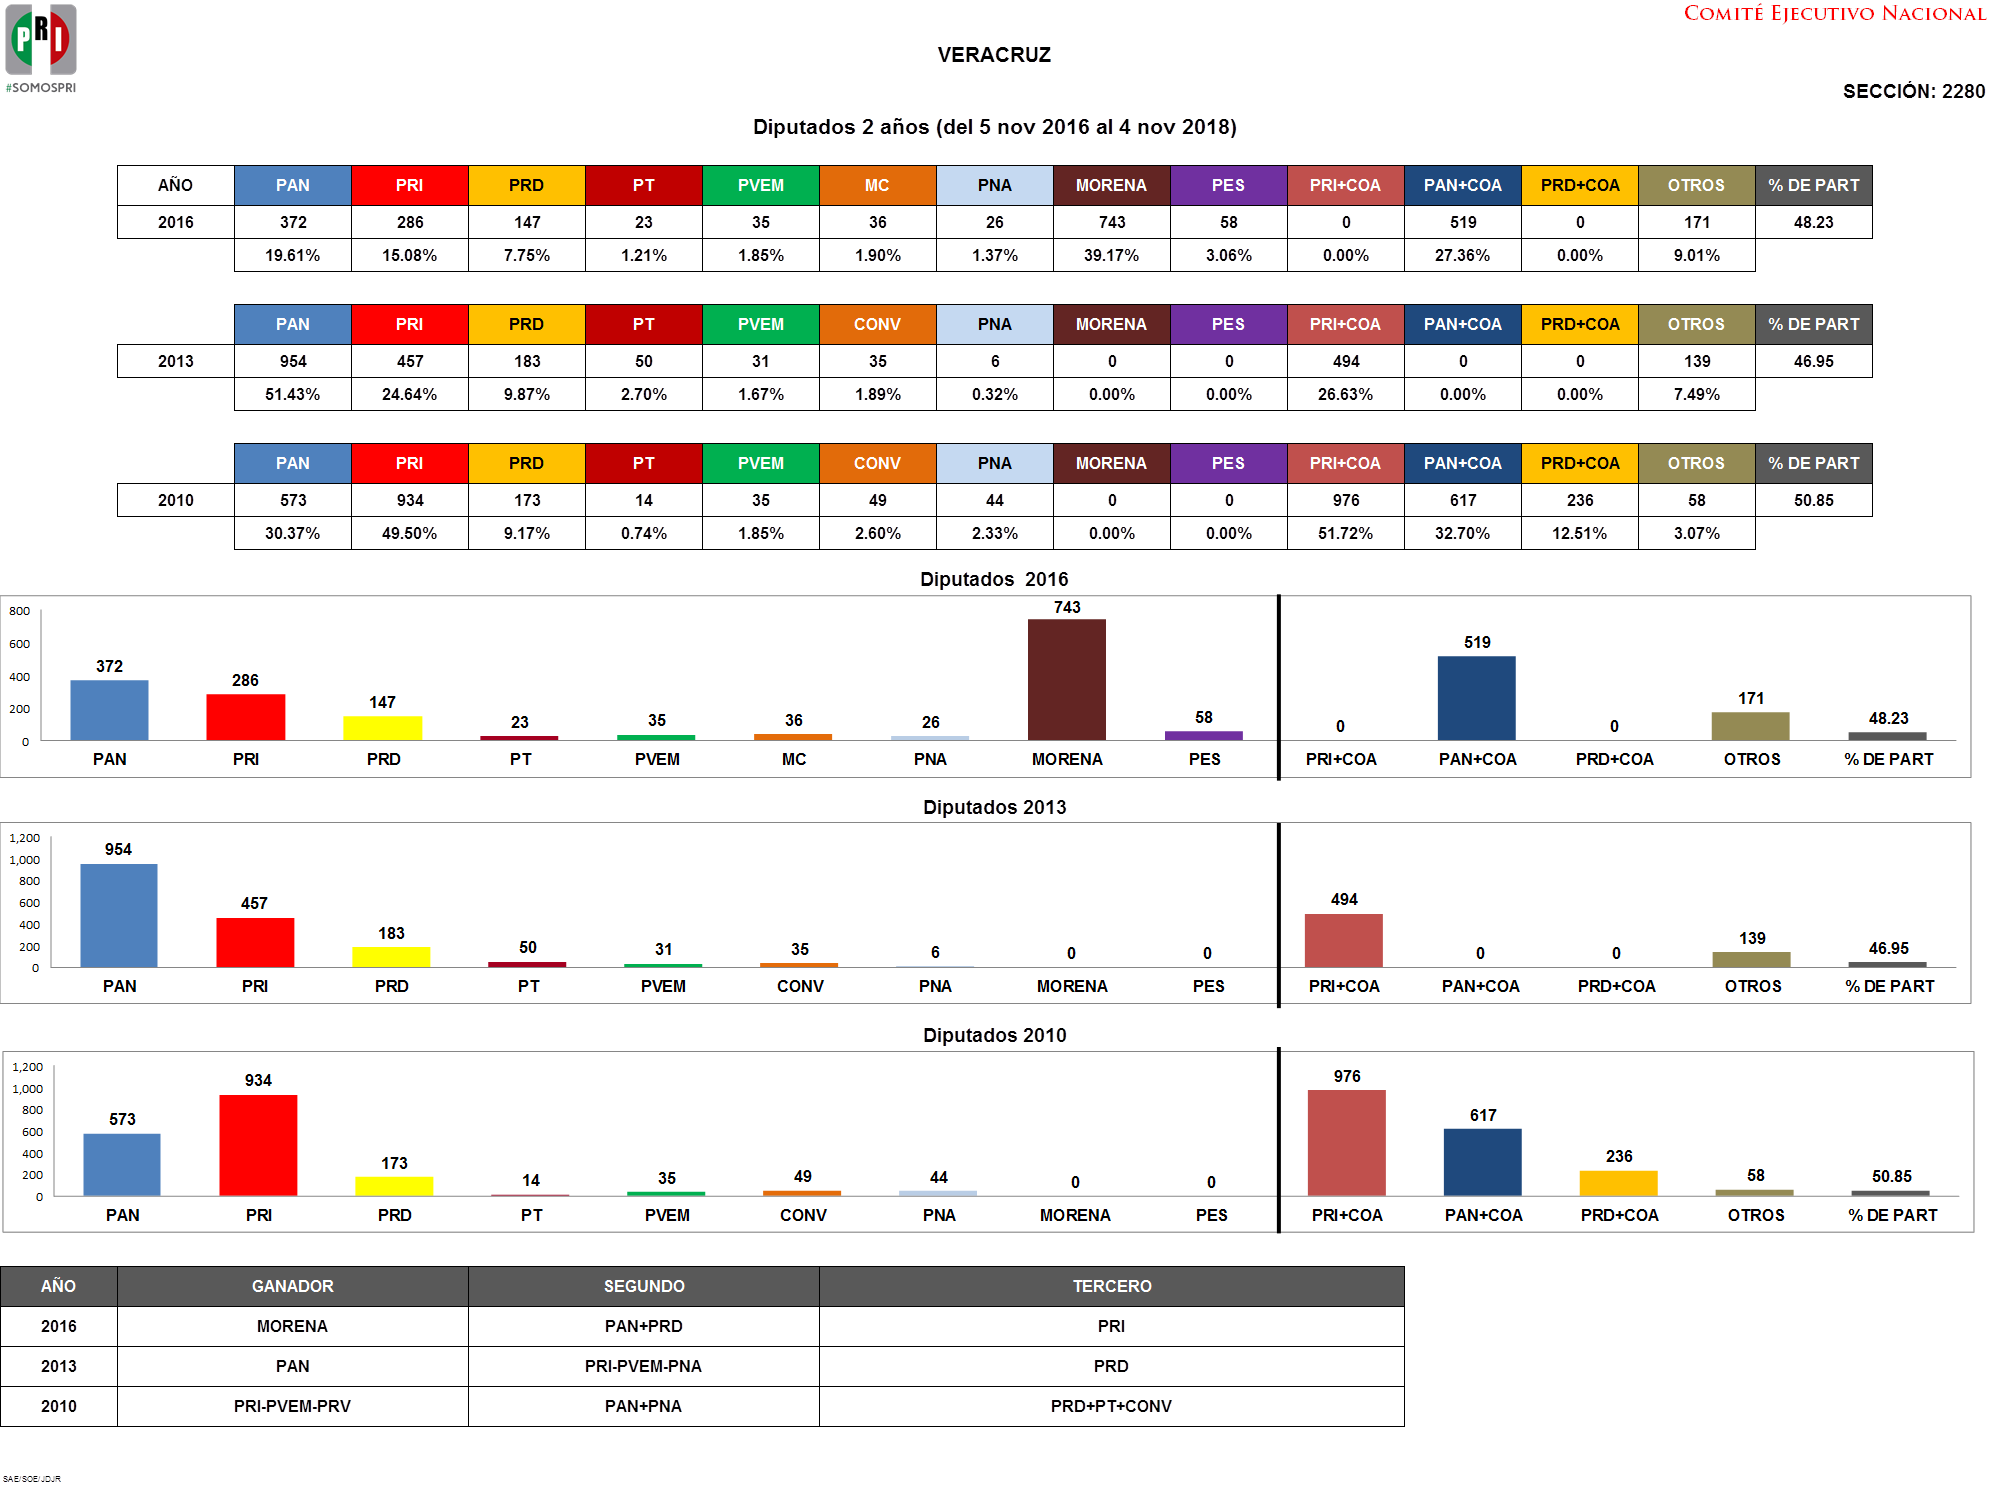 PRI
#SOMOSPRI
COMITÉ EJECUTIVO NACIONAL
VERACRUZ
SECCIÓN: 2280
Diputados 2 años (del 5 nov 2016 al 4 nov 2018)
AÑO PAN PRI PRD PT PVEM MC PNA MORENA PES PRI+COA PAN+COA PRD+COA OTROS % DE PART
2016 372 286 147 23 35 36 26 743 58 0 519 0 171 48.23
19.61% 15.08% 7.75% 1.21% 1.85% 1.90% 1.37% 39.17% 3.06% 0.00% 27.36% 0.00% 9.01%
PAN PRI PRD PT PVEM CONV PNA MORENA PES PRI+COA PAN+COA PRD+COA OTROS % DE PART
2013 954 457 183 50 31 35 6 0 0 494 0 0 139 46.95
51.43% 24.64% 9.87% 2.70% 1.67% 1.89% 0.32% 0.00% 0.00% 26.63% 0.00% 0.00% 7.49%
PAN PRI PRD PT PVEM CONV PNA MORENA PES PRI+COA PAN+COA PRD+COA OTROS % DE PART
2010 573 934 173 14 35 49 44 0 0 976 617 236 58 50.85
30.37% 49.50% 9.17% 0.74% 1.85% 2.60% 2.33% 0.00% 0.00% 51.72% 32.70% 12.51% 3.07%
Diputados 2016
800
600
400
200
0
372 286 147 23 35 36 26 743 58 0 519 0 171 48.23
PAN PRI PRD PT PVEM MC PNA MORENA PES PRI+COA PAN+COA PRD+COA OTROS % DE PART
Diputados 2013
1,200
1,000
800
600
400
200
0
954 457 183 50 31 35 6 0 0 494 0 0 139 46.95
PAN PRI PRD PT PVEM CONV PNA MORENA PES PRI+COA PAN+COA PRD+COA OTROS % DE PART
Diputados 2010
1,200
1,000
800
600
400
200
0
573 934 173 14 35 49 44 0 0 976 617 236 58 50.85
PAN PRI PRD PT PVEM CONV PNA MORENA PES PRI+COA PAN+COA PRD+COA OTROS % DE PART
AÑO GANADOR SEGUNDO TERCERO
2016 MORENA PAN+PRD PRI
2013 PAN PRI-PVEM-PNA PRD
2010 PRI-PVEM-PRV PAN+PNA PRD+PT+CONV
SAE/SOE/JDJR